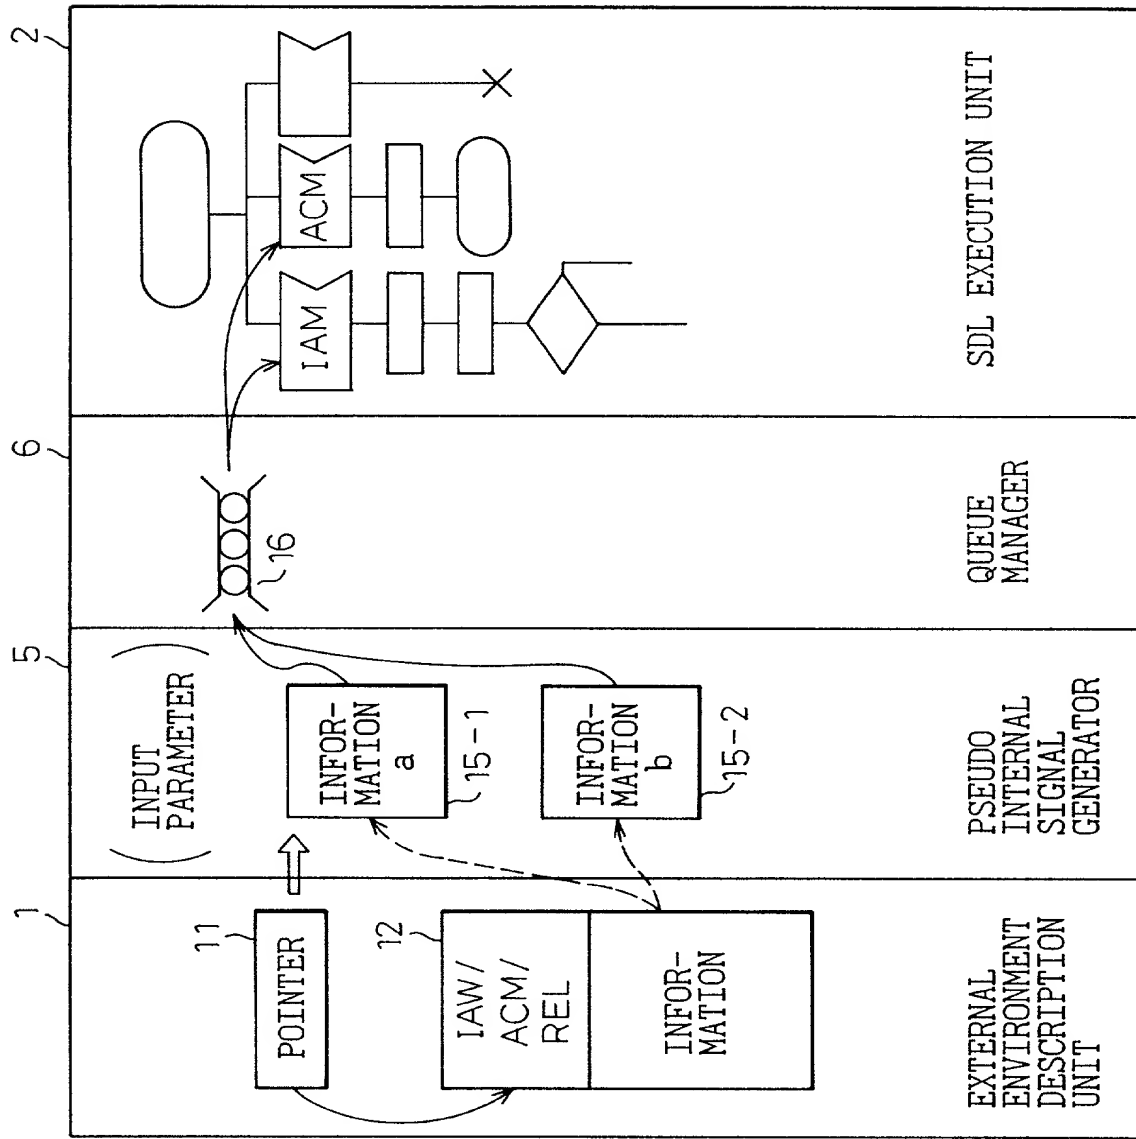 1
5
6
2
11
POINTER
12
IAW/
ACM/
REL
INFOR-
MATION
EXTERNAL
ENVIRONMENT
DESCRIPTION
UNIT
( INPUT
PARAMETER )
INFOR-
MATION
a
15-1
INFOR-
MATION
b
15-2
PSEUDO
INTERNAL
SIGNAL
GENERATOR
16
QUEUE
MANAGER
IAM
ACM
SDL EXECUTION UNIT